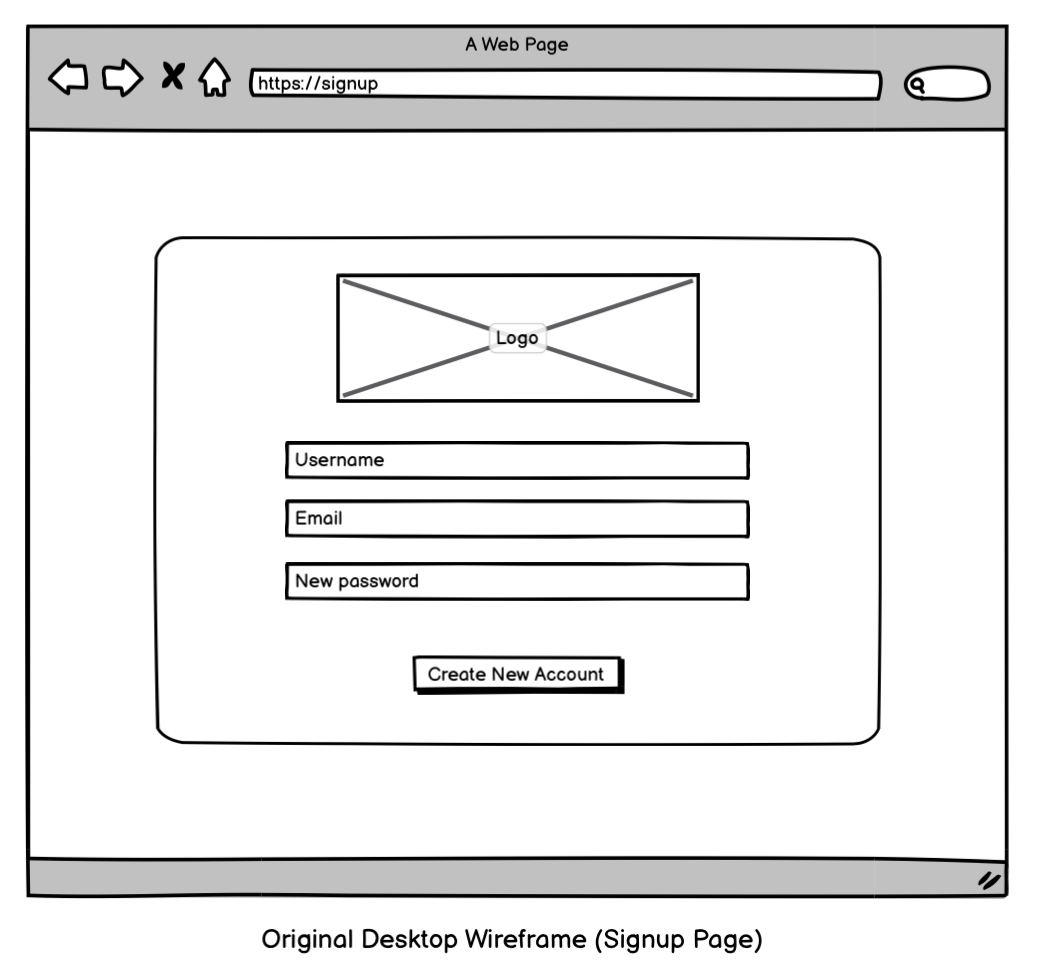 A Web Page
https://signup
Logo
Username
Email
New password
Create New Account
Original Desktop Wireframe (Signup Page)